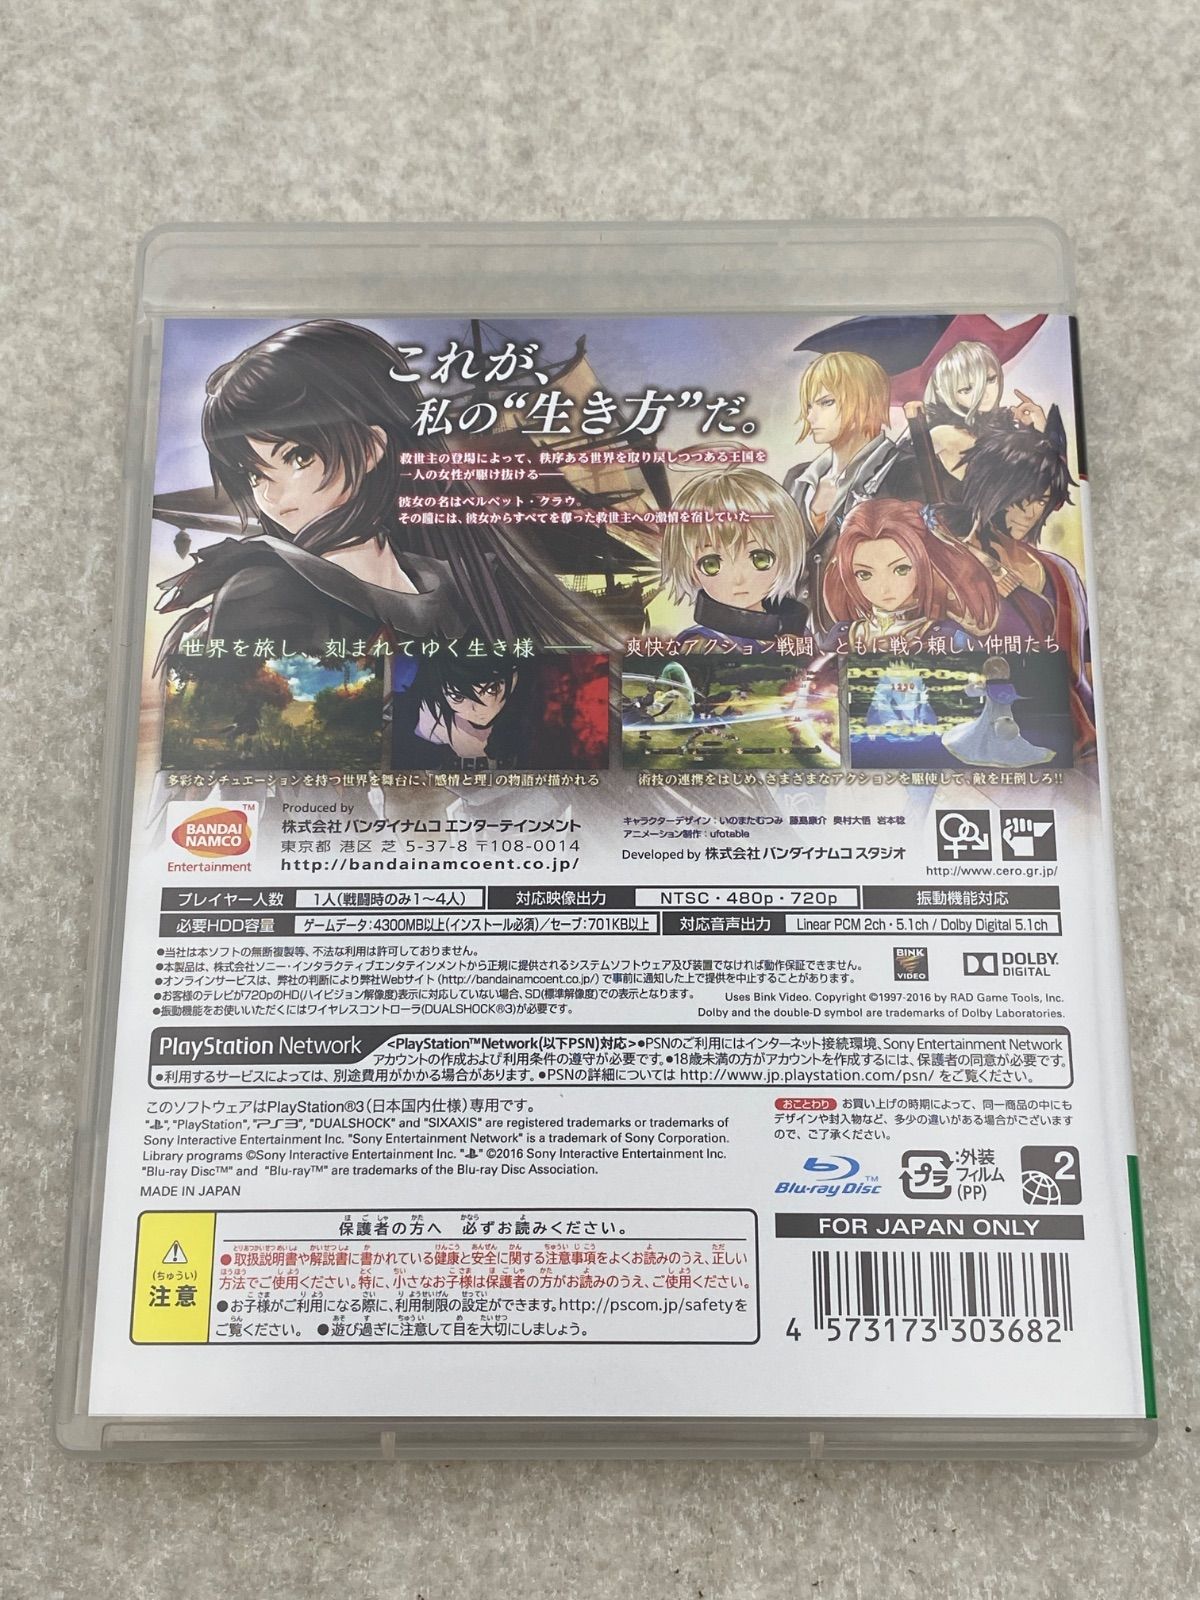 これが、
私の“生き方”だ。
救世主の登場によって、秩序ある世界を取り戻しつつある王国を
一人の女性が駆け抜ける――
彼女の名はベルベット・クラウ。
その瞳には、彼女からすべてを奪った救世主への激情を宿していた――
世界を旅し、刻まれてゆく生き様――
爽快なアクション戦闘、ともに戦う頼しい仲間たち
1230
多彩なシチュエーションを持つ世界を舞台に、「感情と理」の物語が描かれる
術技の連携をはじめ、さまざまなアクションを駆使して、敵を圧倒しろ!!
BANDAI NAMCO
TM
Entertainment
Produced by
株式会社 バンダイナムコ エンターテインメント
東京都 港区 芝 5-37-8 〒108-0014
http://bandainamcoent.co.jp/
キャラクターデザイン：いのまたむつみ 藤島康介 奥村大悟 岩本稔
アニメーション制作：ufotable
Developed by 株式会社 バンダイナムコ スタジオ
http://www.cero.gr.jp/
プレイヤー人数 1人(戦闘時のみ1～4人) 対応映像出力 NTSC・480p・720p 振動機能対応
必要HDD容量 ゲームデータ:4300MB以上(インストール必須)/セーブ:701KB以上 対応音声出力 Linear PCM 2ch・5.1ch / Dolby Digital 5.1ch
●当社は本ソフトの無断複製等、不法な利用は許可しておりません。
●本製品は、株式会社ソニー・インタラクティブエンタテインメントから正規に提供されるシステムソフトウェア及び装置でなければ動作保証できません。
●オンラインサービスは、弊社の判断により弊社Webサイト(http://bandainamcoent.co.jp/)で事前に通知した上で提供を中止することがあります。
●お客様のテレビが720pのHD(ハイビジョン解像度)表示に対応していない場合、SD(標準解像度)での表示となります。
●振動機能をお使いいただくにはワイヤレスコントローラ(DUALSHOCK®3)が必要です。
BINK VIDEO
DOLBY
DIGITAL
Uses Bink Video. Copyright ©1997-2016 by RAD Game Tools, Inc.
Dolby and the double-D symbol are trademarks of Dolby Laboratories.
PlayStation Network
<PlayStation™Network(以下PSN)対応>●PSNのご利用にはインターネット接続環境、Sony Entertainment Network
アカウントの作成および利用条件の遵守が必要です。●18歳未満の方がアカウントを作成するには、保護者の同意が必要です。
●利用するサービスによっては、別途費用がかかる場合があります。●PSNの詳細については http://www.jp.playstation.com/psn/ をご覧ください。
このソフトウェアはPlayStation®3(日本国内仕様)専用です。
"PlayStation", "PS3", "DUALSHOCK" and "SIXAXIS" are registered trademarks or trademarks of
Sony Interactive Entertainment Inc. "Sony Entertainment Network" is a trademark of Sony Corporation.
Library programs ©Sony Interactive Entertainment Inc. ©2016 Sony Interactive Entertainment Inc.
"Blu-ray Disc™" and "Blu-ray™" are trademarks of the Blu-ray Disc Association.
MADE IN JAPAN
おことわり お買い上げの時期によって、同一商品の中にも
デザインや封入物など、多少の違いがある場合がございます
ので、ご了承ください。
Blu-ray Disc™
プラ
:外装
フィルム
(PP)
2
FOR JAPAN ONLY
(ちゅうい)
注意
保護者の方へ 必ずお読みください。
●取扱説明書や解説書に書かれている健康と安全に関する注意事項をよくお読みのうえ、正しい
方法でご使用ください。特に、小さなお子様は保護者の方がお読みのうえ、ご使用ください。
●お子様がご利用になる際に、利用制限の設定ができます。http://pscom.jp/safetyを
ご覧ください。 ●遊び過ぎに注意して目を大切にしましょう。
4 573173 303682